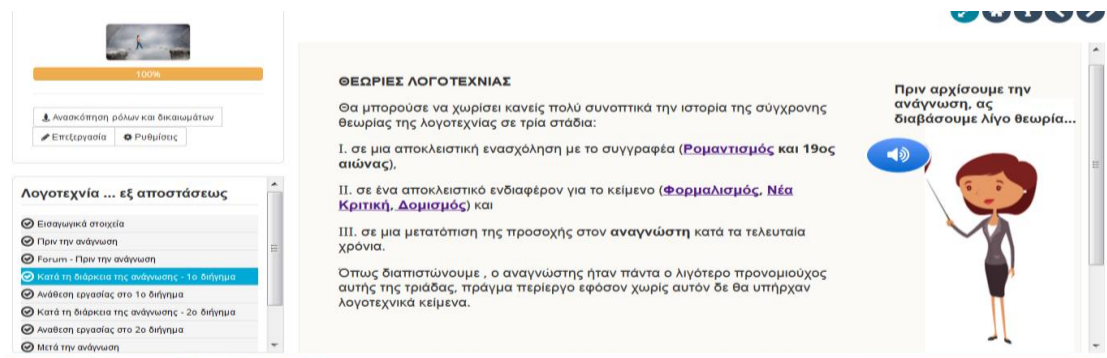 100%
Ανασκόπηση ρόλων και δικαιωμάτων
Επεξεργασία
Ρυθμίσεις
Λογοτεχνία ... εξ αποστάσεως
Εισαγωγικά στοιχεία
Πριν την ανάγνωση
Forum - Πριν την ανάγνωση
Κατά τη διάρκεια της ανάγνωσης - 1ο διήγημα
Ανάθεση εργασίας στο 1ο διήγημα
Κατά τη διάρκεια της ανάγνωσης - 2ο διήγημα
Αναθεση εργασίας στο 2ο διήγημα
Μετά την ανάγνωση
ΘΕΩΡΙΕΣ ΛΟΓΟΤΕΧΝΙΑΣ
Θα μπορούσε να χωρίσει κανείς πολύ συνοπτικά την ιστορία της σύγχρονης
θεωρίας της λογοτεχνίας σε τρία στάδια:
I. σε μια αποκλειστική ενασχόληση με το συγγραφέα (Ρομαντισμός και 19ος
αιώνας),
II. σε ένα αποκλειστικό ενδιαφέρον για το κείμενο (Φορμαλισμός, Νέα
Κριτική, Δομισμός) και
III. σε μια μετατόπιση της προσοχής στον αναγνώστη κατά τα τελευταία
χρόνια.
Όπως διαπιστώνουμε , ο αναγνώστης ήταν πάντα ο λιγότερο προνομιούχος
αυτής της τριάδας, πράγμα περίεργο εφόσον χωρίς αυτόν δε θα υπήρχαν
λογοτεχνικά κείμενα.
Πριν αρχίσουμε την
ανάγνωση, ας
διαβάσουμε λίγο θεωρία...